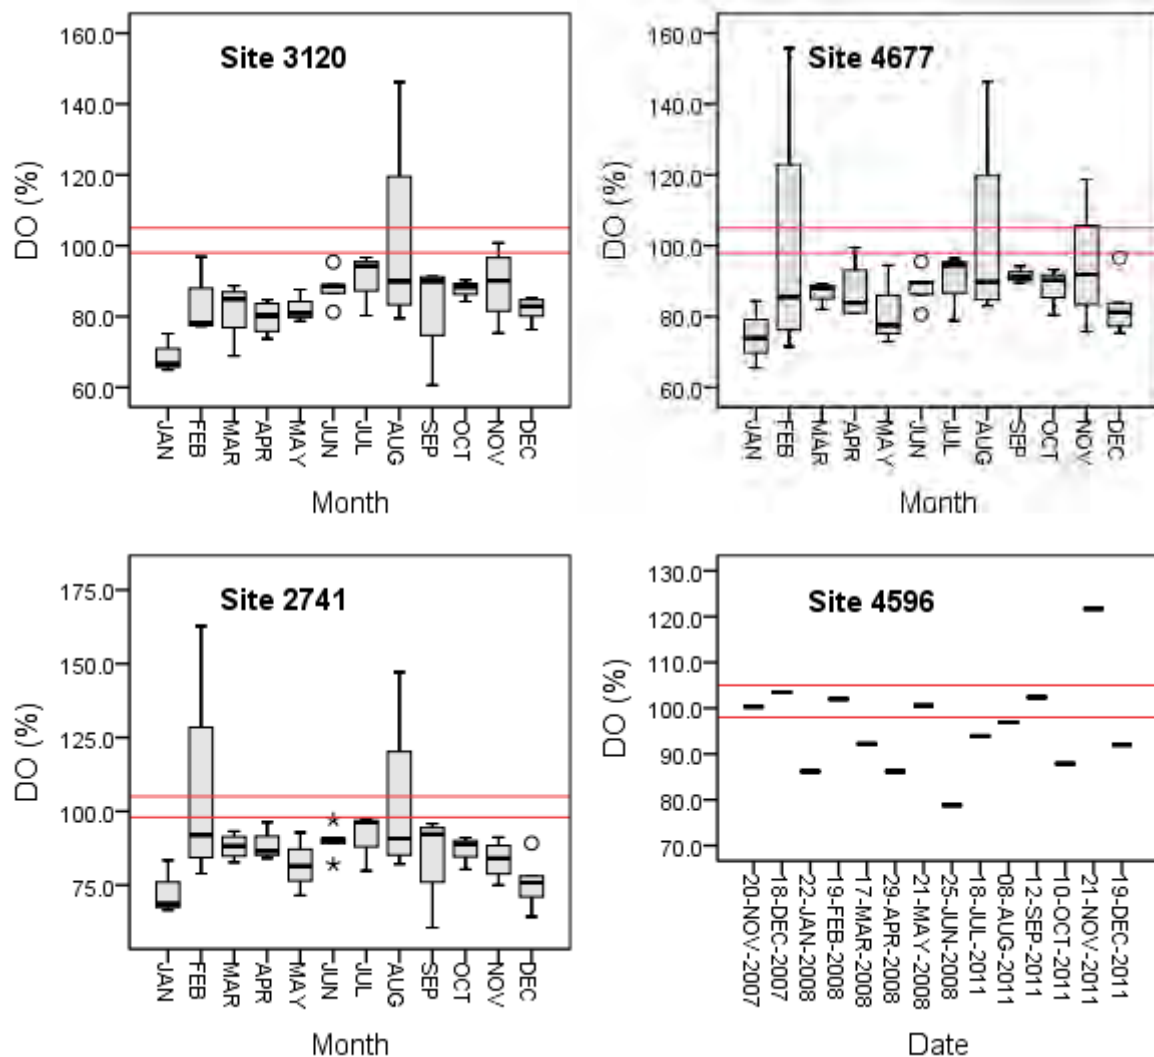 Site 3120
DO (%)
160.0
140.0
120.0
100.0
80.0
60.0
JAN
FEB
MAR
APR
MAY
JUN
JUL
AUG
SEP
OCT
NOV
DEC
Month
Site 4677
DO (%)
160.0
140.0
120.0
100.0
80.0
60.0
JAN
FEB
MAR
APR
MAY
JUN
JUL
AUG
SEP
OCT
NOV
DEC
Month
Site 2741
DO (%)
175.0
150.0
125.0
100.0
75.0
JAN
FEB
MAR
APR
MAY
JUN
JUL
AUG
SEP
OCT
NOV
DEC
Month
Site 4596
DO (%)
130.0
120.0
110.0
100.0
90.0
80.0
70.0
20-NOV-2007
18-DEC-2007
22-JAN-2008
19-FEB-2008
17-MAR-2008
29-APR-2008
21-MAY-2008
25-JUN-2008
18-JUL-2011
08-AUG-2011
12-SEP-2011
10-OCT-2011
21-NOV-2011
19-DEC-2011
Date